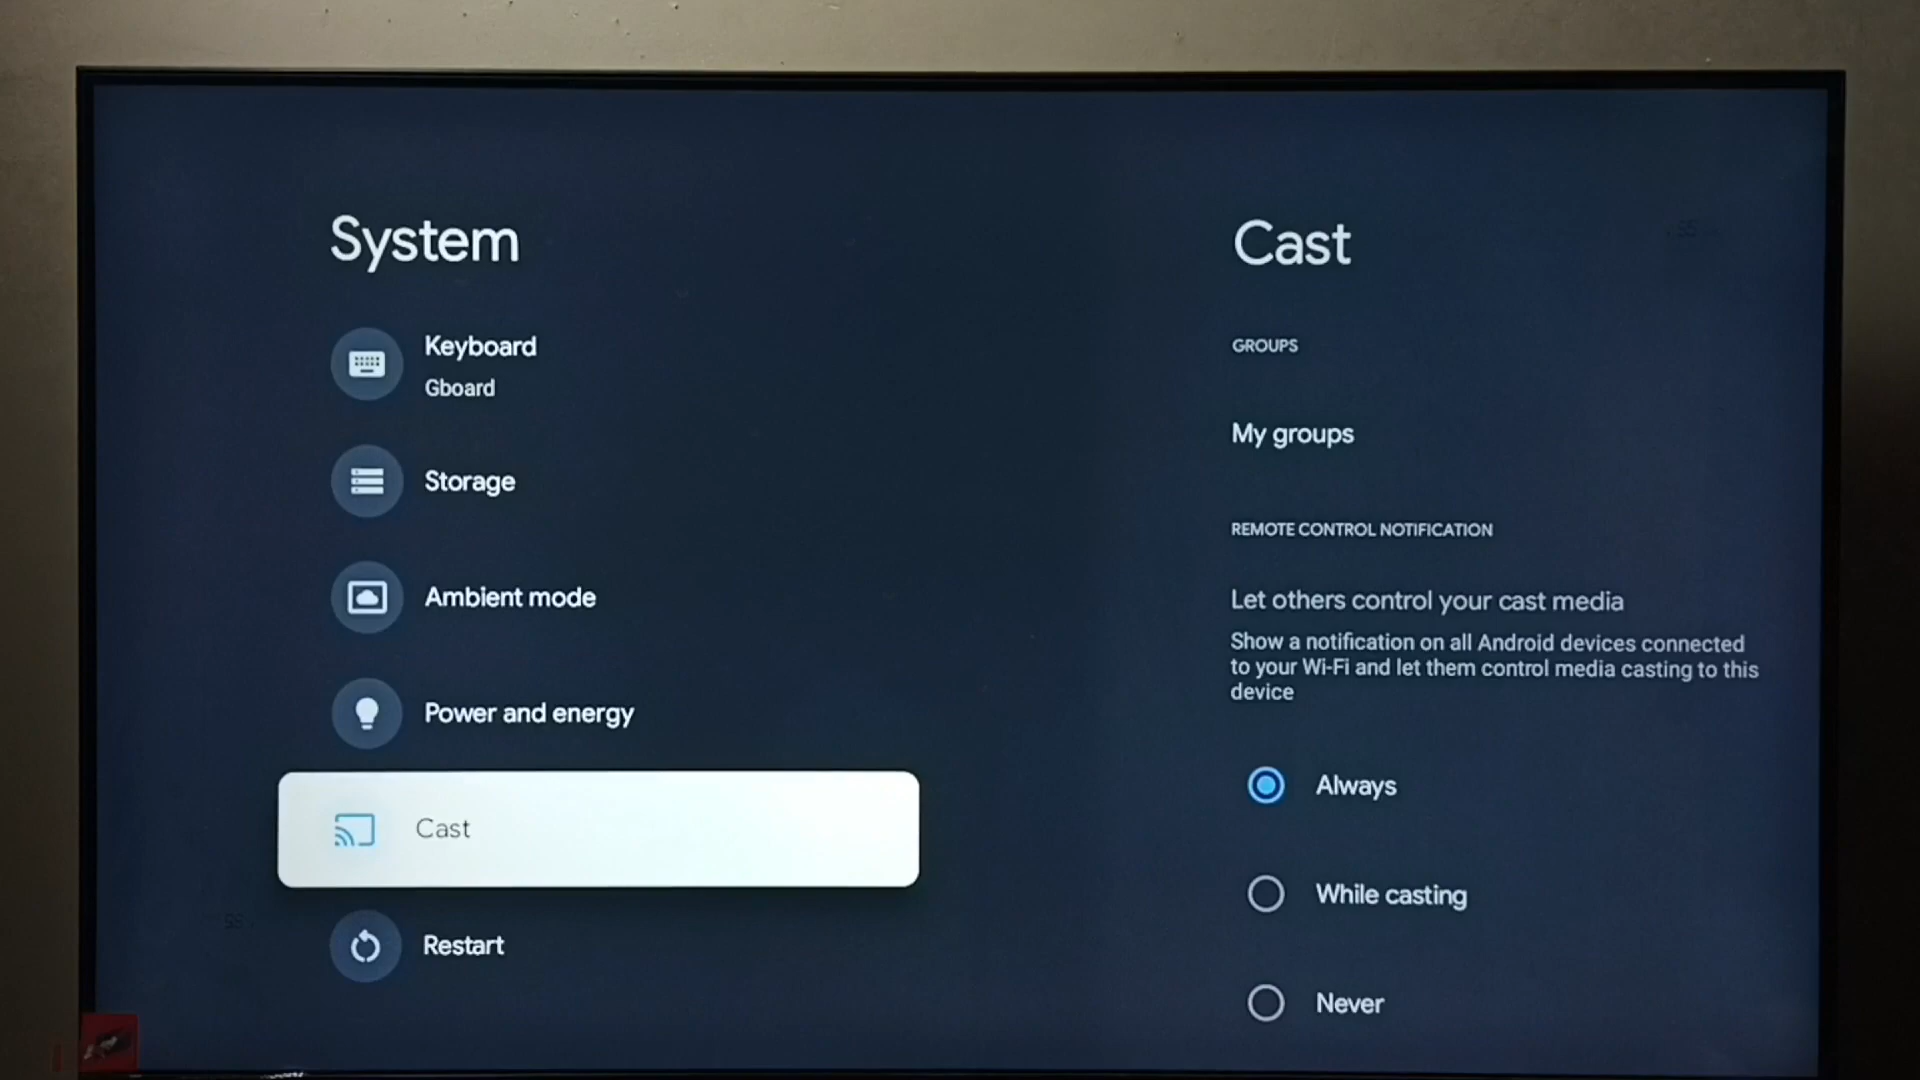 System
Keyboard
Gboard
Storage
Ambient mode
Power and energy
Cast
Restart
Cast
GROUPS
My groups
REMOTE CONTROL NOTIFICATION
Let others control your cast media
Show a notification on all Android devices connected
to your Wi-Fi and let them control media casting to this
device
Always
While casting
Never